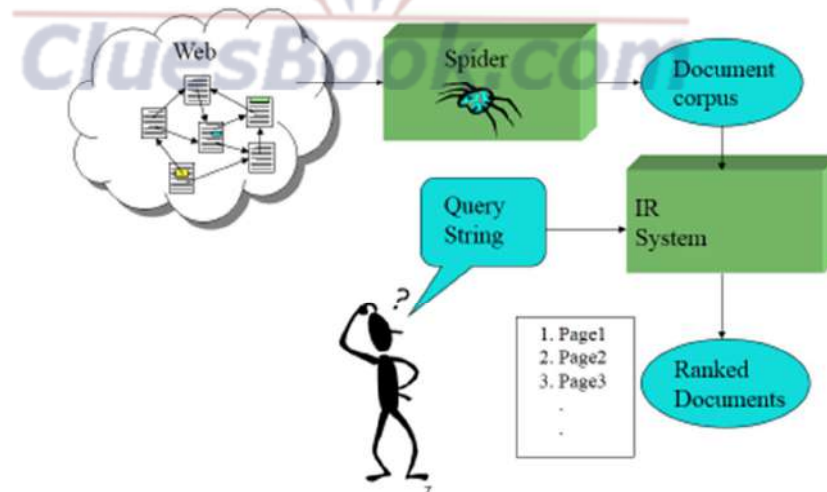 CluesBook.com
Web
Spider
Document
corpus
Query
String
IR
System
?
1. Page1
2. Page2
3. Page3
.
.
Ranked
Documents